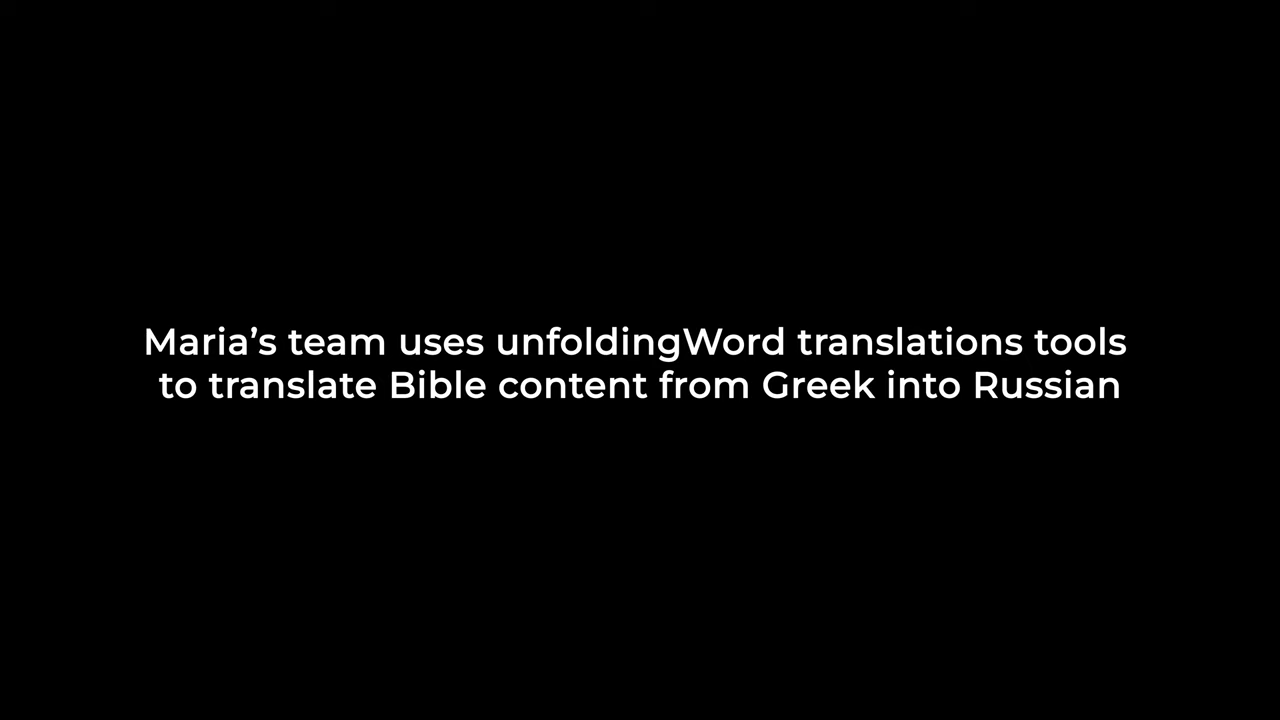 Maria’s team uses unfoldingWord translations tools
to translate Bible content from Greek into Russian